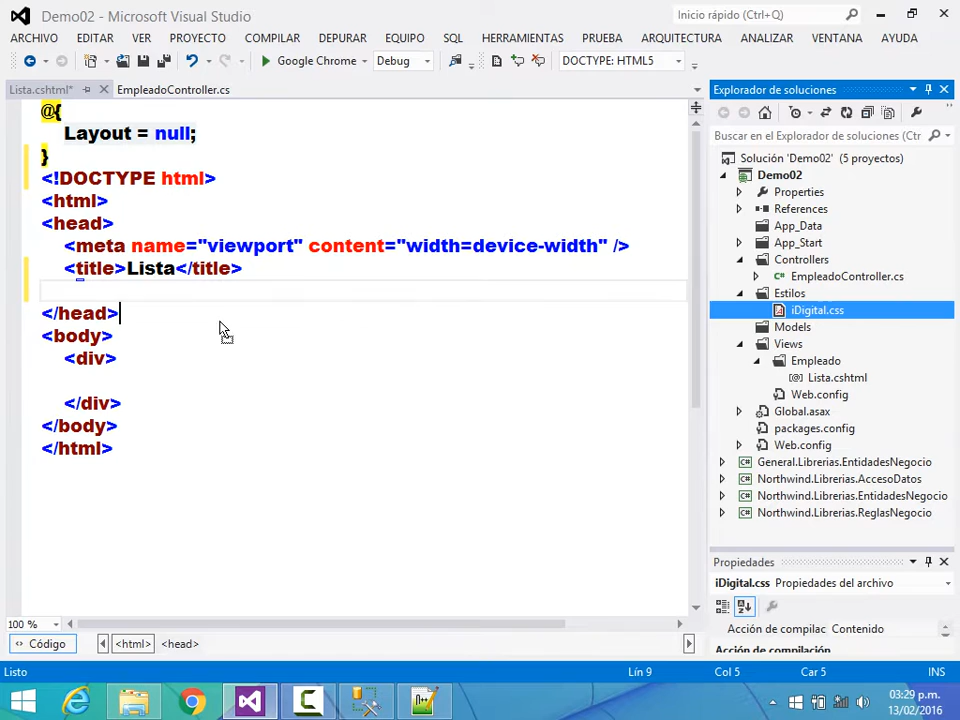 Demo02 - Microsoft Visual Studio
Inicio rápido (Ctrl+Q)
ARCHIVO EDITAR VER PROYECTO COMPILAR DEPURAR EQUIPO SQL HERRAMIENTAS PRUEBA ARQUITECTURA ANALIZAR VENTANA AYUDA
Google Chrome Debug DOCTYPE: HTML5
Lista.cshtml* EmpleadoController.cs
@{
Layout = null;
}
<!DOCTYPE html>
<html>
<head>
<meta name="viewport" content="width=device-width" />
<title>Lista</title>
</head>
<body>
<div>
</div>
</body>
</html>
100 %
Código <html> <head>
Explorador de soluciones
Buscar en el Explorador de soluciones (Ctr
Solución 'Demo02' (5 proyectos)
Demo02
Properties
References
App_Data
App_Start
Controllers
C# EmpleadoController.cs
Estilos
iDigital.css
Models
Views
Empleado
[@] Lista.cshtml
Web.config
Global.asax
packages.config
Web.config
C# General.Librerias.EntidadesNegocio
C# Northwind.Librerias.AccesoDatos
C# Northwind.Librerias.EntidadesNegocio
C# Northwind.Librerias.ReglasNegocio
Propiedades
iDigital.css Propiedades del archivo
Acción de compilac Contenido
Acción de compilación
Listo Lín 9 Col 5 Car 5 INS
03:29 p.m.
13/02/2016